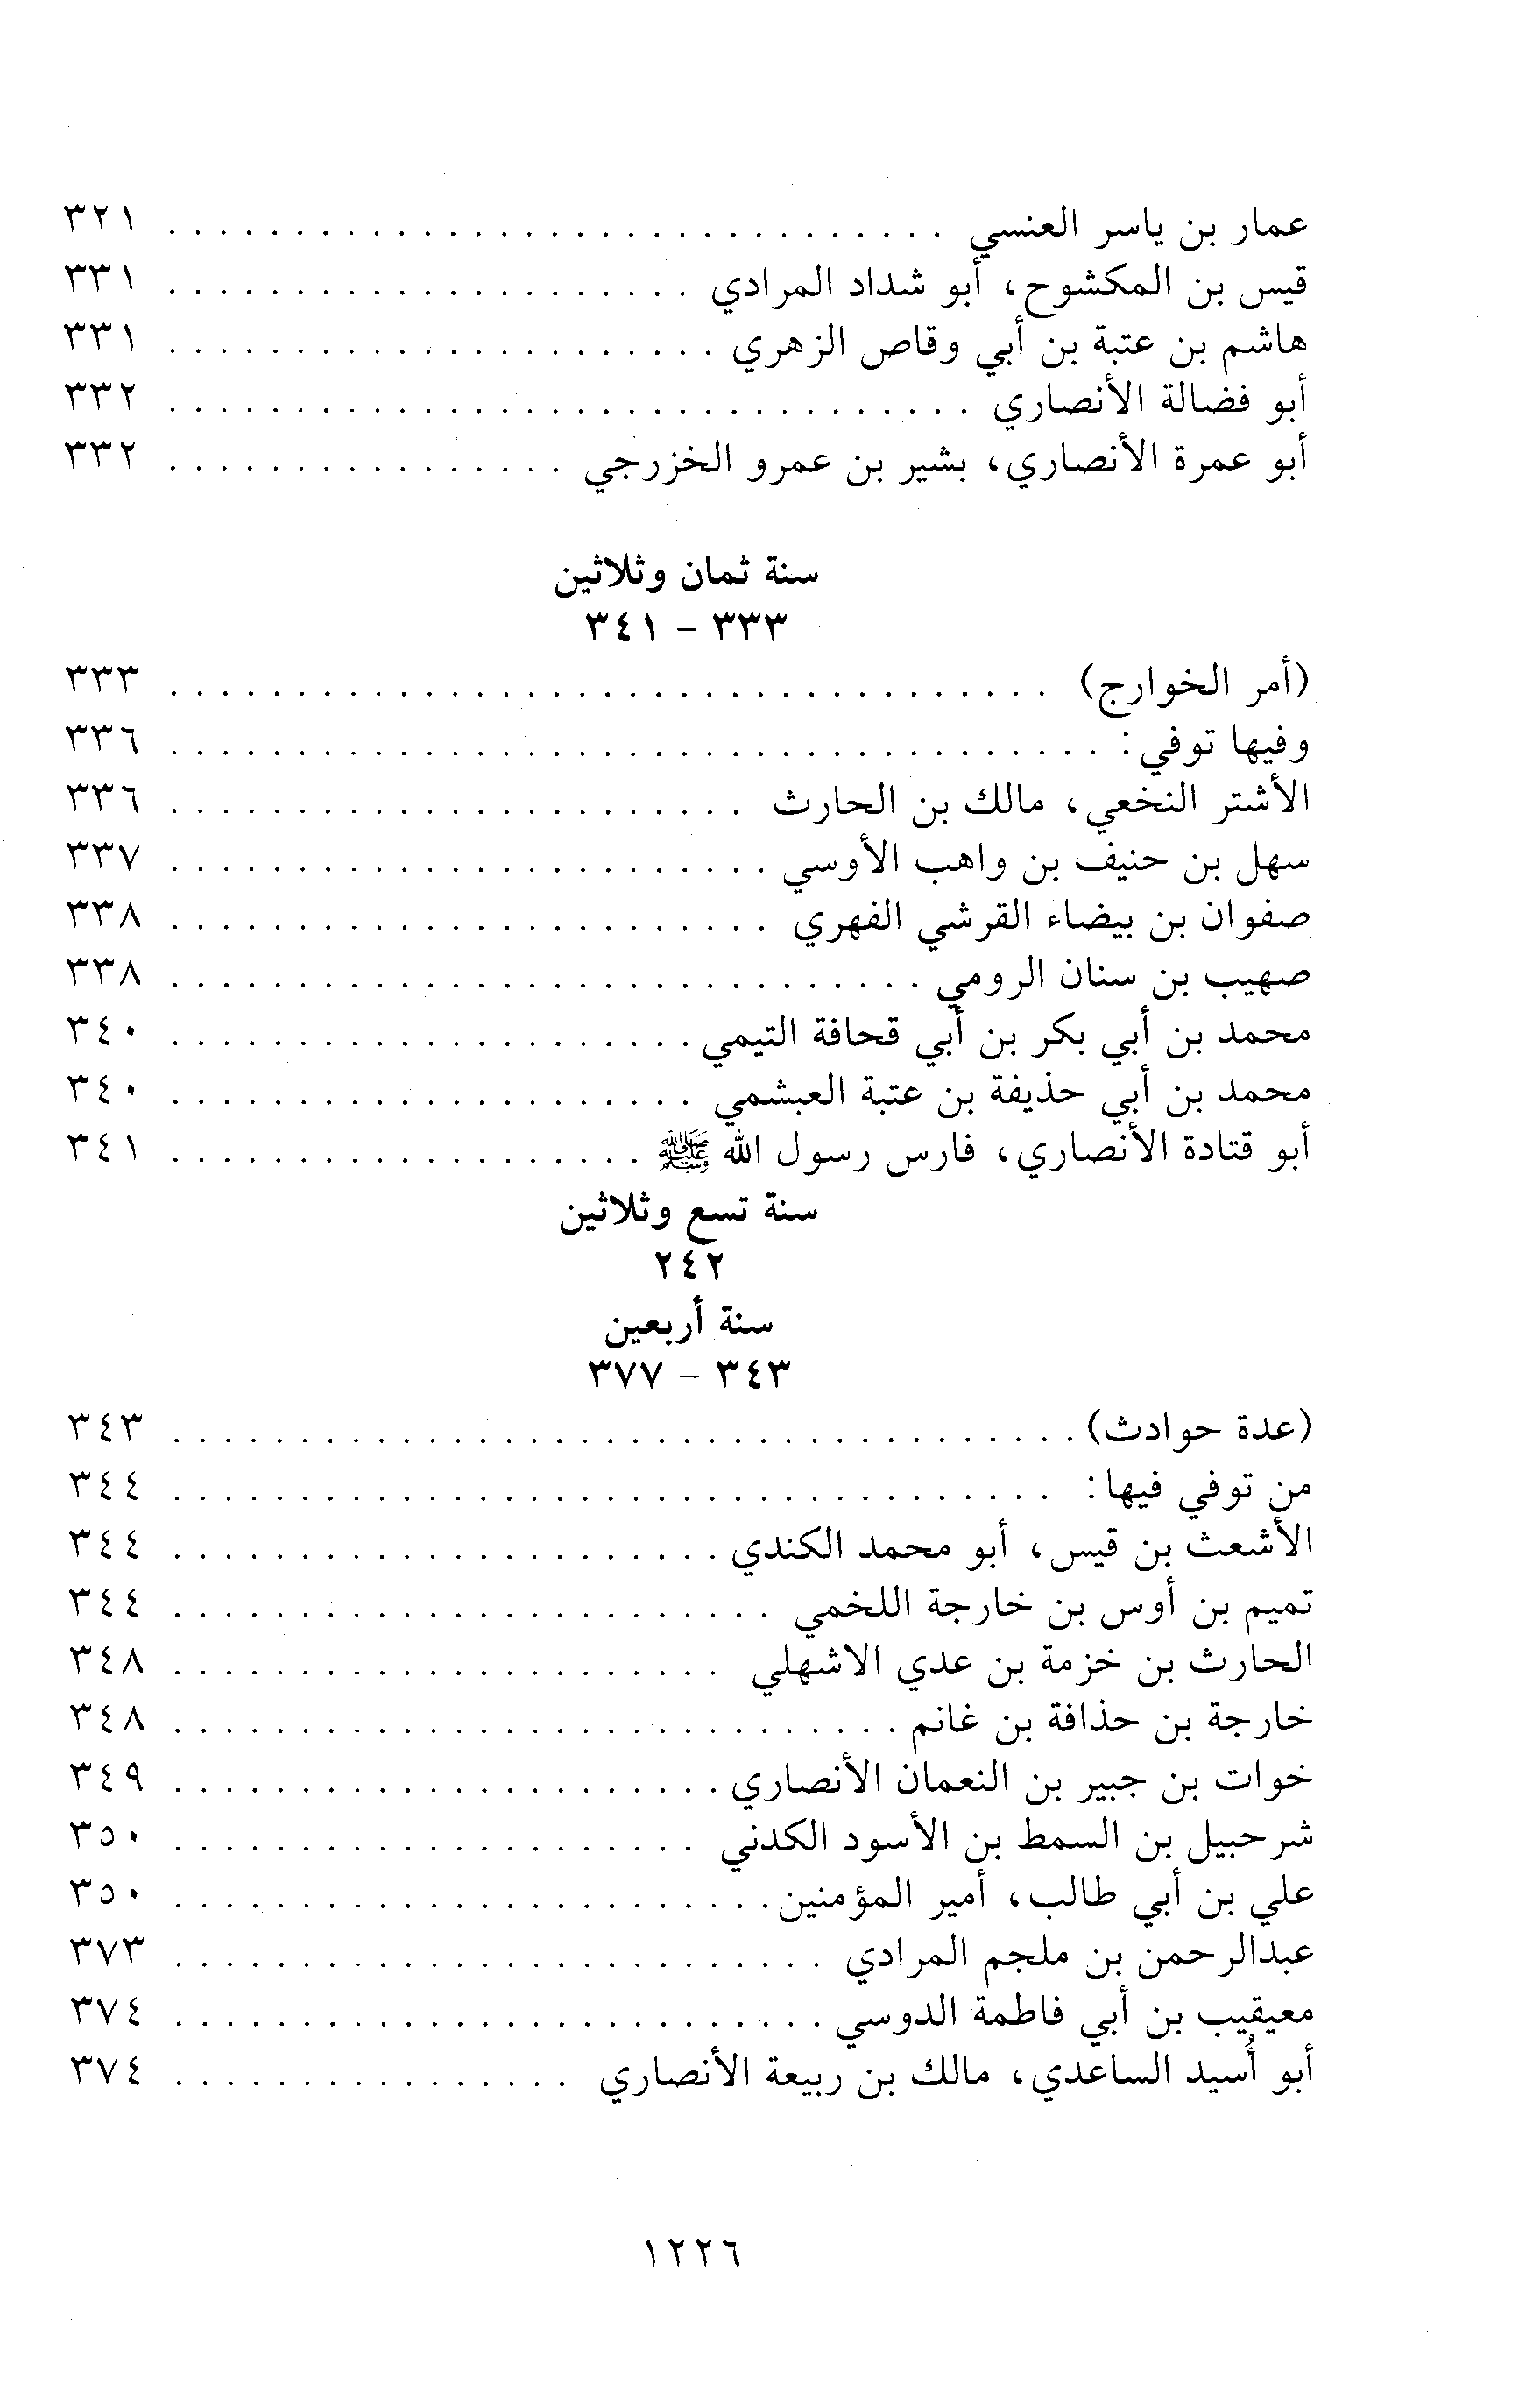 عمار بن ياسر العنسي . . . . . . . . . . . . . . . . . . . . . . . . . . . . . . . ٣٢١
قيس بن المكشوح، أبو شداد المرادي . . . . . . . . . . . . . . . . . . . . . ٣٣١
هاشم بن عتبة بن أبي وقاص الزهري . . . . . . . . . . . . . . . . . . . . . . ٣٣١
أبو فضالة الأنصاري . . . . . . . . . . . . . . . . . . . . . . . . . . . . . . . . ٣٣٢
أبو عمرة الأنصاري، بشير بن عمرو الخزرجي . . . . . . . . . . . . . . . . ٣٣٢
سنة ثمان وثلاثين
٣٣٣ – ٣٤١
(أمر الخوارج) . . . . . . . . . . . . . . . . . . . . . . . . . . . . . . . . . . . ٣٣٣
وفيها توفي: . . . . . . . . . . . . . . . . . . . . . . . . . . . . . . . . . . . . . ٣٣٦
الأشتر النخعي، مالك بن الحارث . . . . . . . . . . . . . . . . . . . . . . . ٣٣٦
سهل بن حنيف بن واهب الأوسي . . . . . . . . . . . . . . . . . . . . . . . . ٣٣٧
صفوان بن بيضاء القرشي الفهري . . . . . . . . . . . . . . . . . . . . . . . . ٣٣٨
صهيب بن سنان الرومي . . . . . . . . . . . . . . . . . . . . . . . . . . . . . . ٣٣٨
محمد بن أبي بكر بن أبي قحافة التيمي . . . . . . . . . . . . . . . . . . . . . ٣٤٠
محمد بن أبي حذيفة بن عتبة العبشمي . . . . . . . . . . . . . . . . . . . . . ٣٤٠
أبو قتادة الأنصاري، فارس رسول الله ﷺ . . . . . . . . . . . . . . . . . . . ٣٤١
سنة تسع وثلاثين
٢٤٢
سنة أربعين
٣٤٣ – ٣٧٧
(عدة حوادث) . . . . . . . . . . . . . . . . . . . . . . . . . . . . . . . . . . . . ٣٤٣
من توفي فيها: . . . . . . . . . . . . . . . . . . . . . . . . . . . . . . . . . . . ٣٤٤
الأشعث بن قيس، أبو محمد الكندي . . . . . . . . . . . . . . . . . . . . . . ٣٤٤
تميم بن أوس بن خارجة اللخمي . . . . . . . . . . . . . . . . . . . . . . . . ٣٤٤
الحارث بن خزمة بن عدي الاشهلي . . . . . . . . . . . . . . . . . . . . . . ٣٤٨
خارجة بن حذافة بن غانم . . . . . . . . . . . . . . . . . . . . . . . . . . . . . ٣٤٨
خوات بن جبير بن النعمان الأنصاري . . . . . . . . . . . . . . . . . . . . . . ٣٤٩
شرحبيل بن السمط بن الأسود الكدني . . . . . . . . . . . . . . . . . . . . . ٣٥٠
علي بن أبي طالب، أمير المؤمنين . . . . . . . . . . . . . . . . . . . . . . . . ٣٥٠
عبدالرحمن بن ملجم المرادي . . . . . . . . . . . . . . . . . . . . . . . . . . ٣٧٣
معيقيب بن أبي فاطمة الدوسي . . . . . . . . . . . . . . . . . . . . . . . . . . ٣٧٤
أبو أُسيد الساعدي، مالك بن ربيعة الأنصاري . . . . . . . . . . . . . . . . ٣٧٤
١٢٢٦